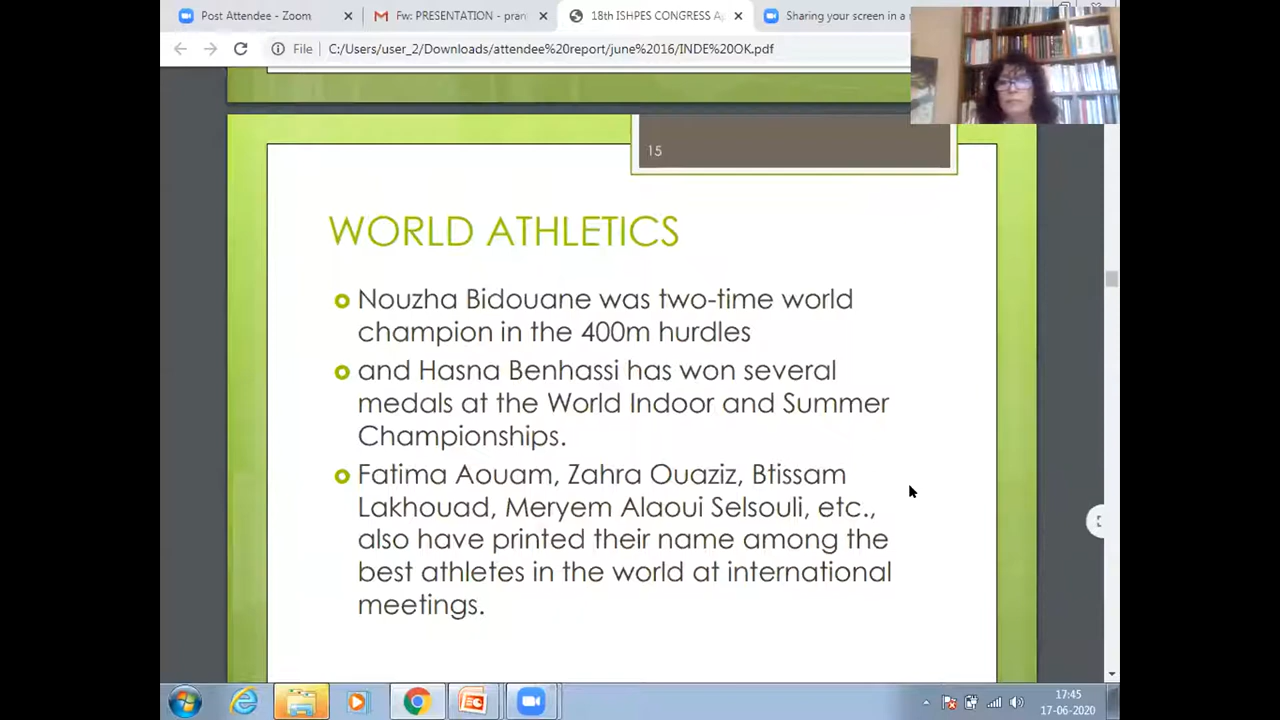 Post Attendee - Zoom
Fw: PRESENTATION - pran
18th ISHPES CONGRESS A
Sharing your screen in a
File
C:/Users/user_2/Downloads/attendee%20report/june%2016/INDE%20OK.pdf
15
WORLD ATHLETICS
Nouzha Bidouane was two-time world
champion in the 400m hurdles
and Hasna Benhassi has won several
medals at the World Indoor and Summer
Championships.
Fatima Aouam, Zahra Ouaziz, Btissam
Lakhouad, Meryem Alaoui Selsouli, etc.,
also have printed their name among the
best athletes in the world at international
meetings.
17:45
17-06-2020